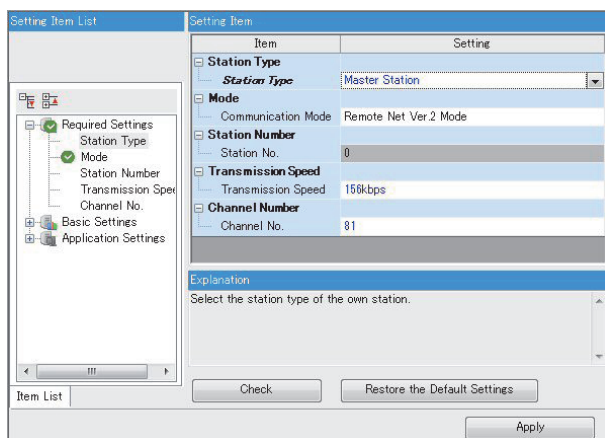 Setting Item List
Required Settings
Station Type
Mode
Station Number
Transmission Spee
Channel No.
Basic Settings
Application Settings
Item List
Setting Item
Item Setting
Station Type
Station Type Master Station
Mode
Communication Mode Remote Net Ver.2 Mode
Station Number
Station No. 0
Transmission Speed
Transmission Speed 156kbps
Channel Number
Channel No. 81
Explanation
Select the station type of the own station.
Check Restore the Default Settings
Apply